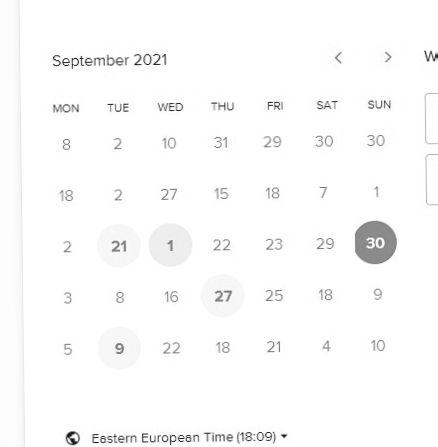 September 2021
MON TUE WED THU FRI SAT SUN
8 2 10 31 29 30 30
18 2 27 15 18 7 1
2 21 1 22 23 29 30
3 8 16 27 25 18 9
5 9 22 18 21 4 10
Eastern European Time (18:09)